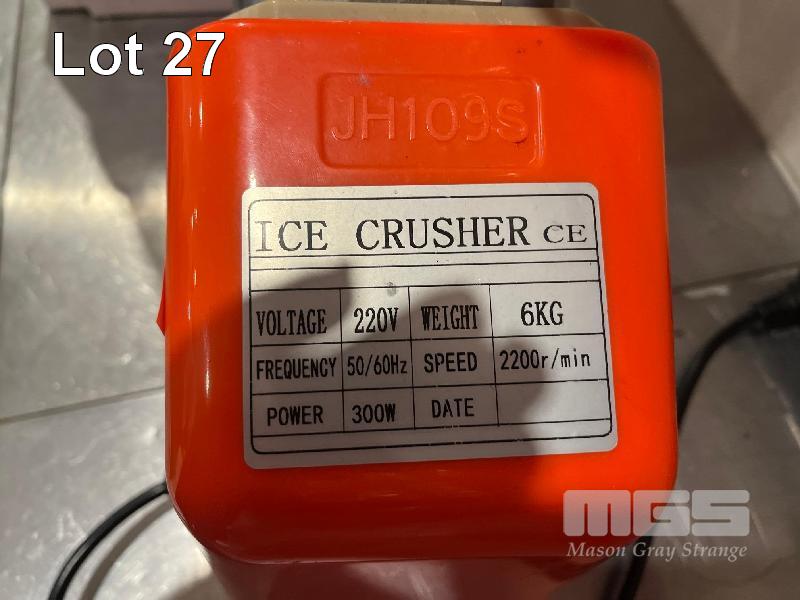 Lot 27
JH109S
ICE CRUSHER CE
VOLTAGE 220V WEIGHT 6KG
FREQUENCY 50/60Hz SPEED 2200r/min
POWER 300W DATE
MGS
Mason Gray Strange